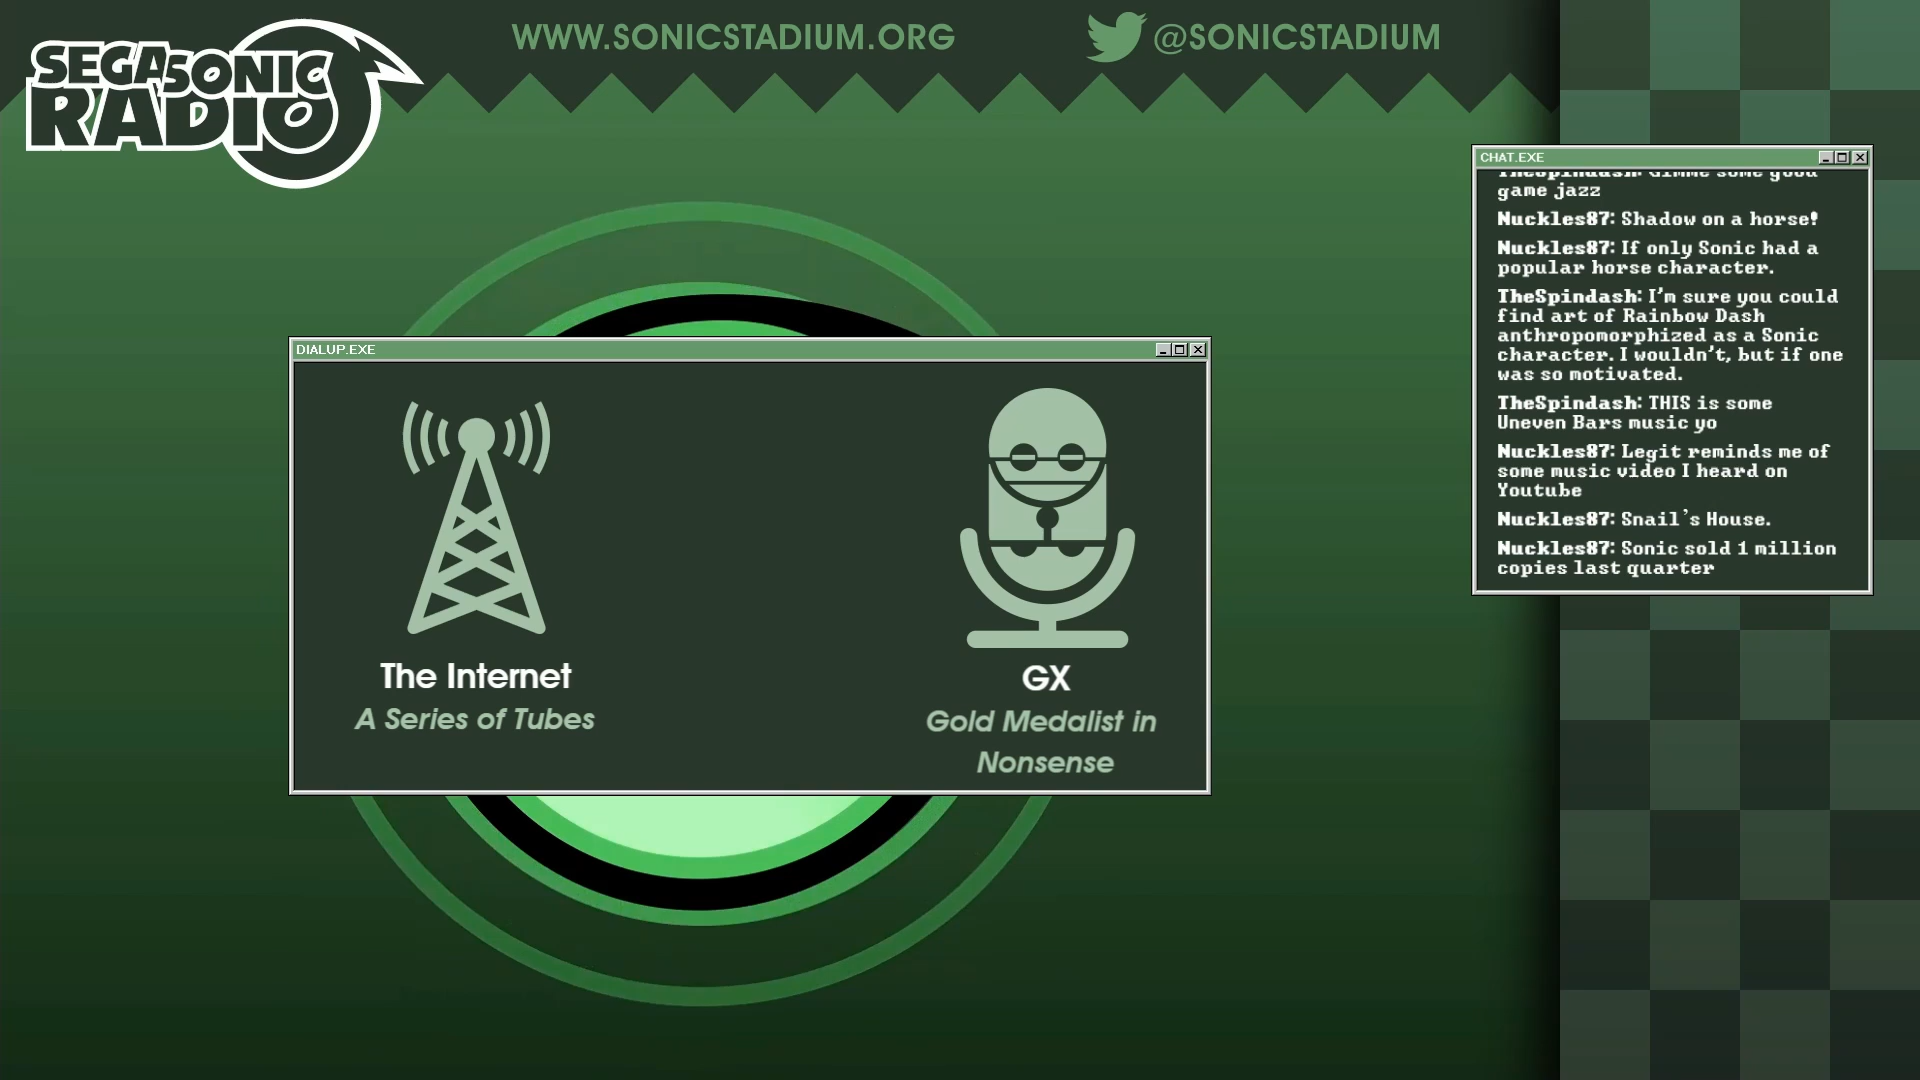 SEGASONIC
RADIO
WWW.SONICSTADIUM.ORG
@SONICSTADIUM
DIALUP.EXE
The Internet
A Series of Tubes
GX
Gold Medalist in
Nonsense
CHAT.EXE
TheSpindash: Gimme some good
game jazz
Nuckles87: Shadow on a horse!
Nuckles87: If only Sonic had a
popular horse character.
TheSpindash: I'm sure you could
find art of Rainbow Dash
anthropomorphized as a Sonic
character. I wouldn't, but if one
was so motivated.
TheSpindash: THIS is some
Uneven Bars music yo
Nuckles87: Legit reminds me of
some music video I heard on
Youtube
Nuckles87: Snail's House.
Nuckles87: Sonic sold 1 million
copies last quarter